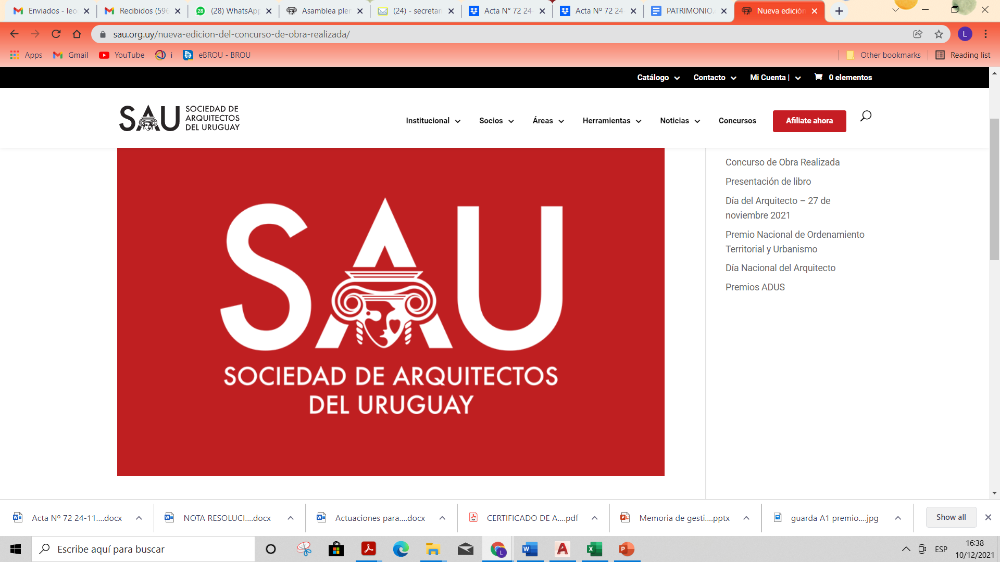 Enviados - leo
Recibidos (596
(28) WhatsApp
Asamblea plen
(24) - secretari
Acta N° 72 24-
Acta Nº 72 24
PATRIMONIO.
Nueva edición
sau.org.uy/nueva-edicion-del-concurso-de-obra-realizada/
L
Apps
Gmail
YouTube
i
eBROU - BROU
Other bookmarks
Reading list
Catálogo
Contacto
Mi Cuenta |
0 elementos
SAU
SOCIEDAD DE
ARQUITECTOS
DEL URUGUAY
Institucional
Socios
Áreas
Herramientas
Noticias
Concursos
Afiliate ahora
SAU
SOCIEDAD DE ARQUITECTOS
DEL URUGUAY
Concurso de Obra Realizada
Presentación de libro
Día del Arquitecto – 27 de
noviembre 2021
Premio Nacional de Ordenamiento
Territorial y Urbanismo
Día Nacional del Arquitecto
Premios ADUS
Acta Nº 72 24-11....docx
NOTA RESOLUCI....docx
Actuaciones para....docx
CERTIFICADO DE A....pdf
Memoria de gesti....pptx
guarda A1 premio....jpg
Show all
Escribe aquí para buscar
ESP
16:38
10/12/2021